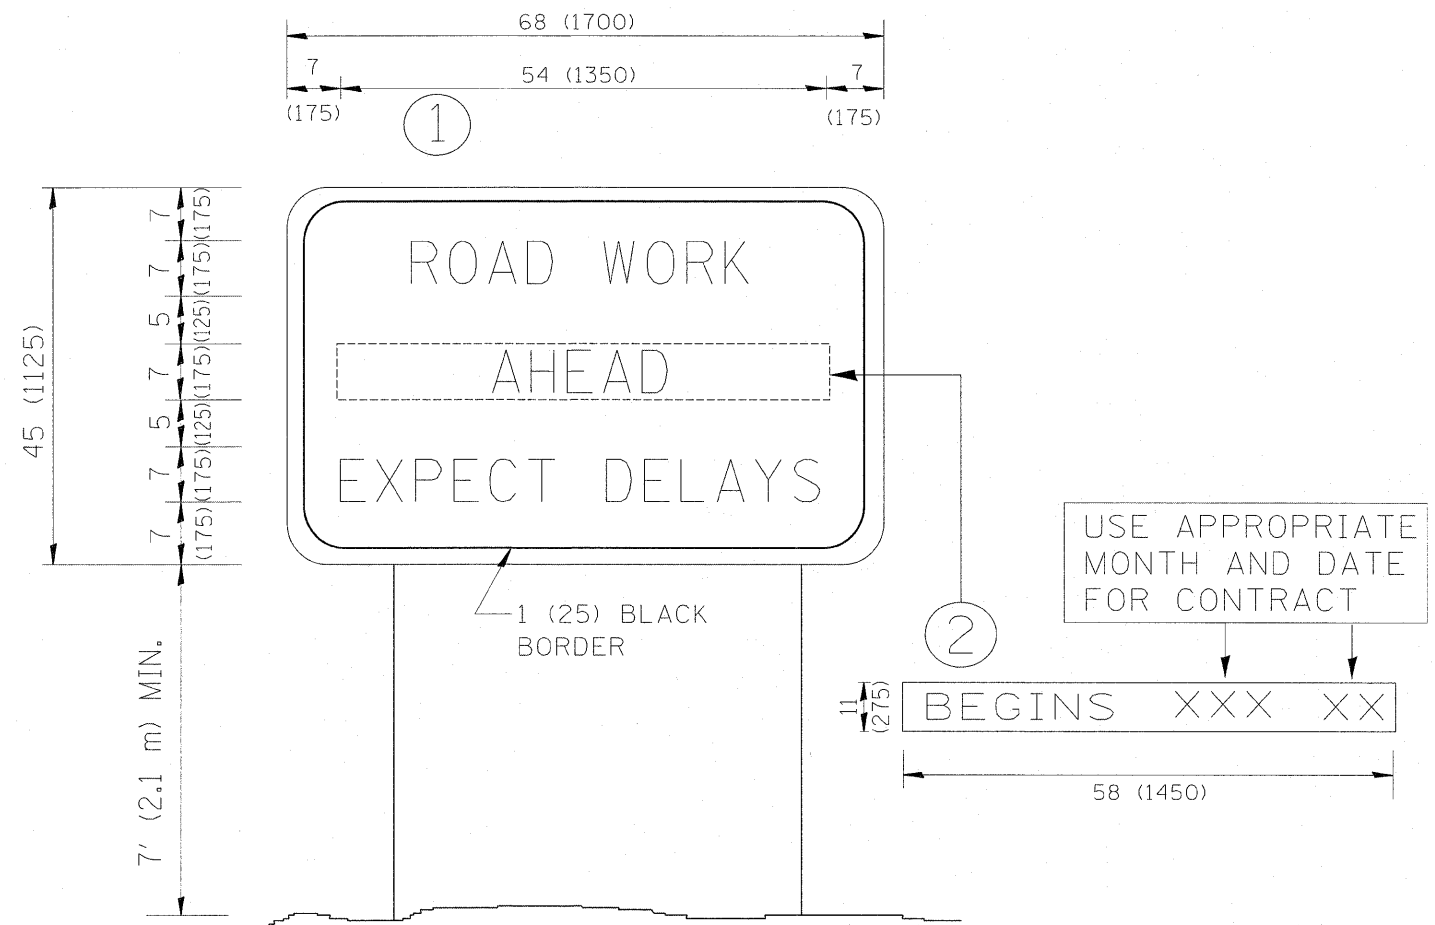 68 (1700)
7 54 (1350) 7
(175) (175)
1
45 (1125)
7 (175)
7 (175)
5 (125)
7 (175)
5 (125)
7 (175)
7 (175)
ROAD WORK
AHEAD
EXPECT DELAYS
1 (25) BLACK
BORDER
7' (2.1 m) MIN.
USE APPROPRIATE
MONTH AND DATE
FOR CONTRACT
2
11
(275)
BEGINS XXX XX
58 (1450)